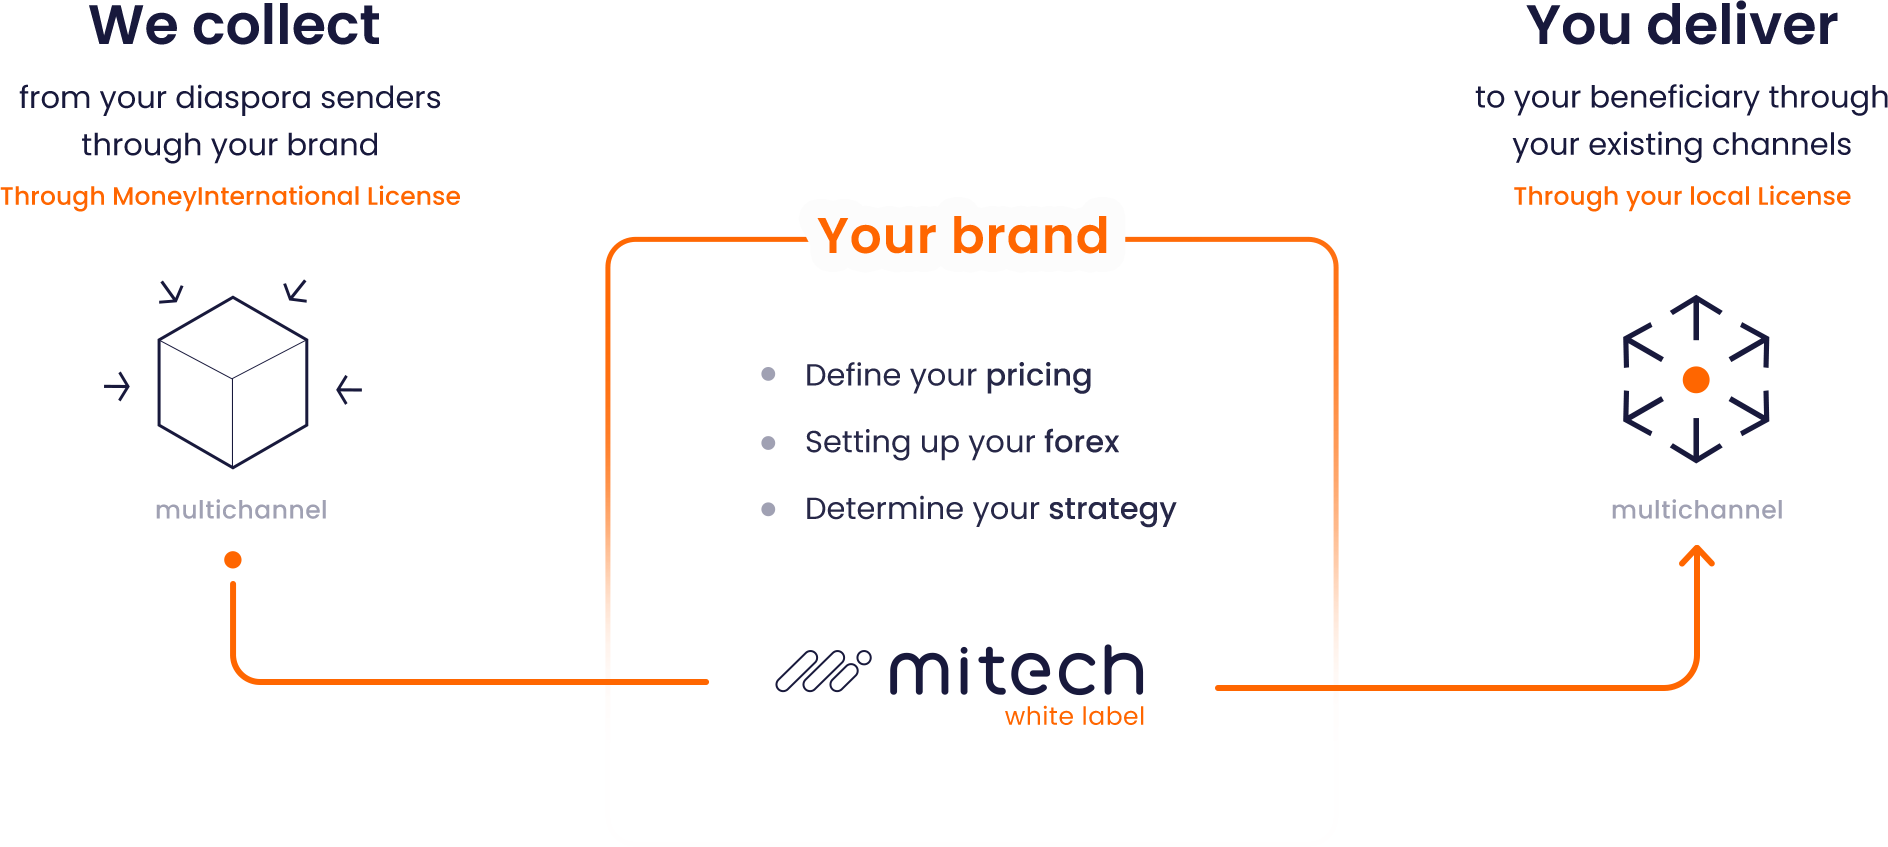 We collect
from your diaspora senders
through your brand
Through MoneyInternational License
multichannel
Your brand
Define your pricing
Setting up your forex
Determine your strategy
mitech
white label
You deliver
to your beneficiary through
your existing channels
Through your local License
multichannel